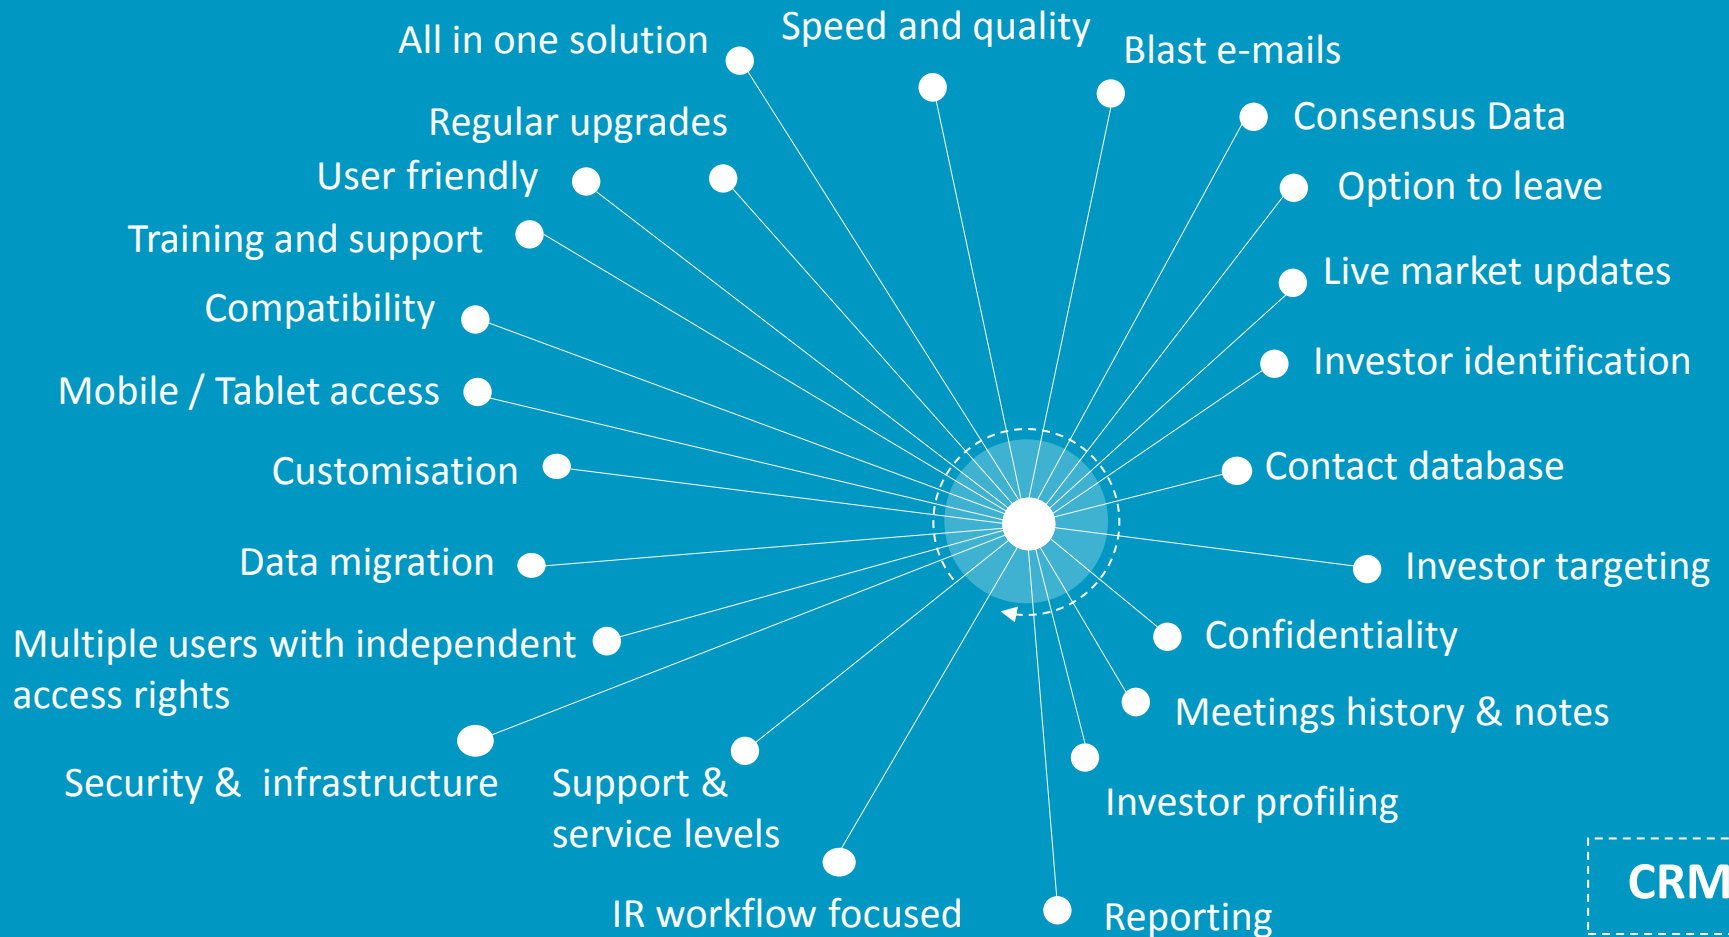 Speed and quality
All in one solution
Blast e-mails
Regular upgrades
Consensus Data
User friendly
Option to leave
Training and support
Live market updates
Compatibility
Investor identification
Mobile / Tablet access
Customisation
Contact database
Data migration
Investor targeting
Multiple users with independent
access rights
Confidentiality
Meetings history & notes
Security & infrastructure
Support &
service levels
Investor profiling
IR workflow focused
Reporting
CRM